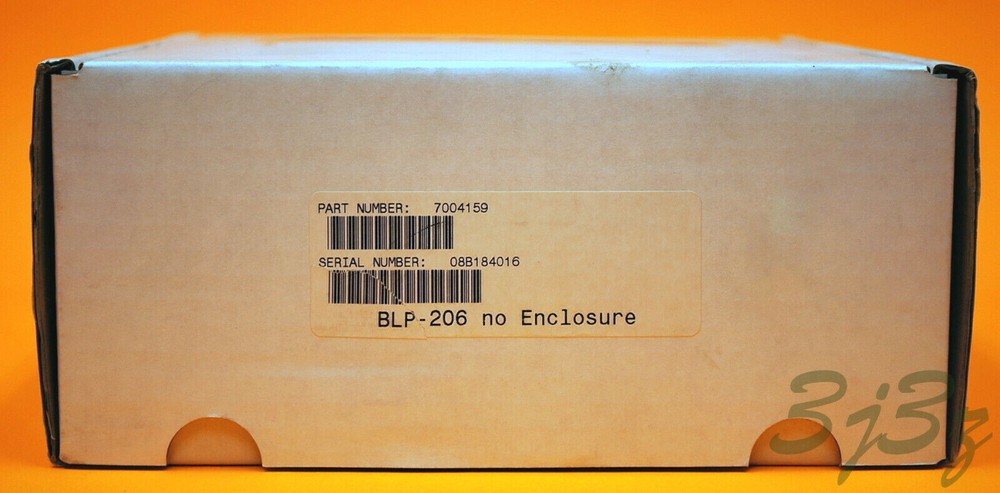 PART NUMBER: 7004159
SERIAL NUMBER: 08B184016
BLP-206 no Enclosure
3j3z